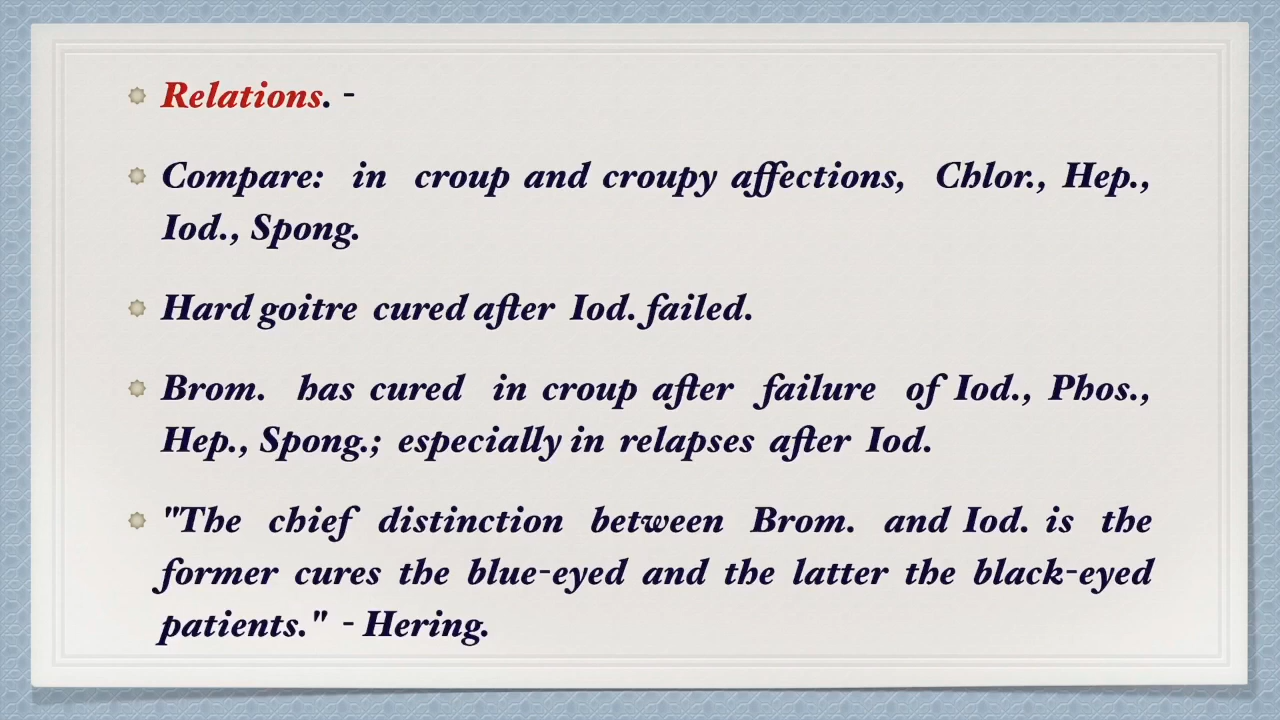 Relations. -
Compare: in croup and croupy affections, Chlor., Hep.,
Iod., Spong.
Hard goitre cured after Iod. failed.
Brom. has cured in croup after failure of Iod., Phos.,
Hep., Spong.; especially in relapses after Iod.
"The chief distinction between Brom. and Iod. is the
former cures the blue-eyed and the latter the black-eyed
patients." - Hering.